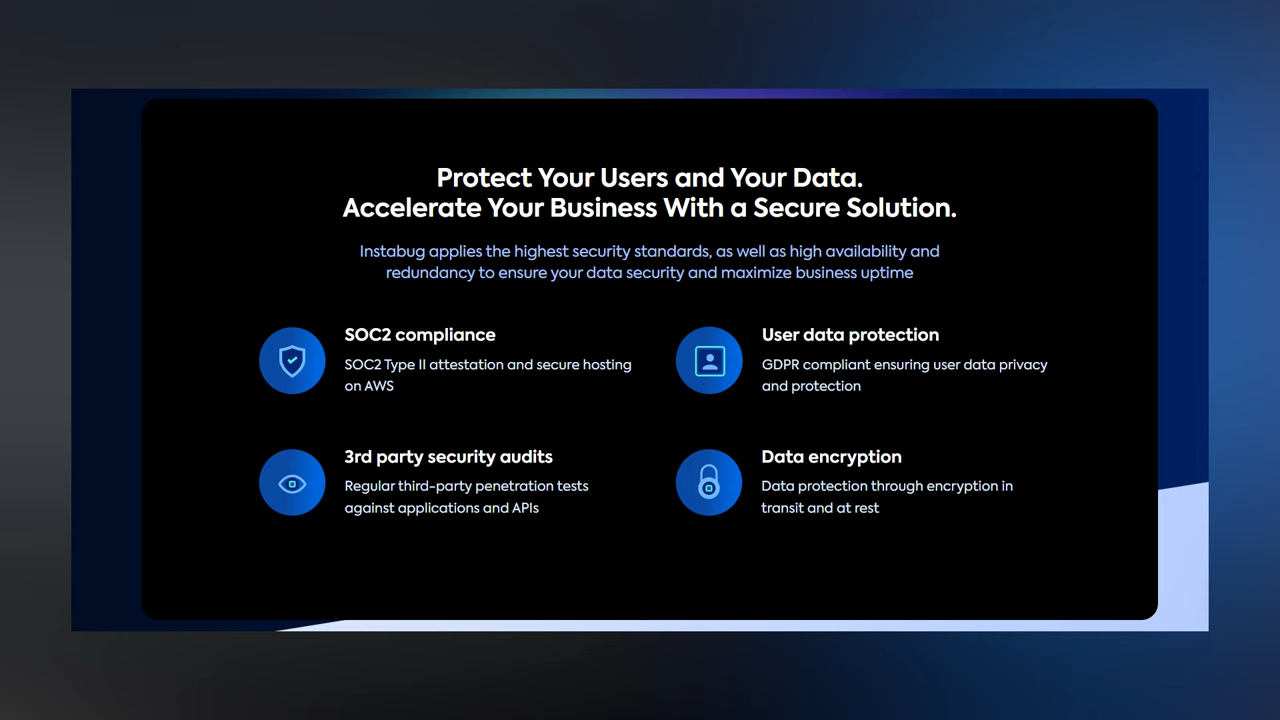 Protect Your Users and Your Data.
Accelerate Your Business With a Secure Solution.
Instabug applies the highest security standards, as well as high availability and
redundancy to ensure your data security and maximize business uptime
SOC2 compliance
SOC2 Type II attestation and secure hosting
on AWS
User data protection
GDPR compliant ensuring user data privacy
and protection
3rd party security audits
Regular third-party penetration tests
against applications and APIs
Data encryption
Data protection through encryption in
transit and at rest